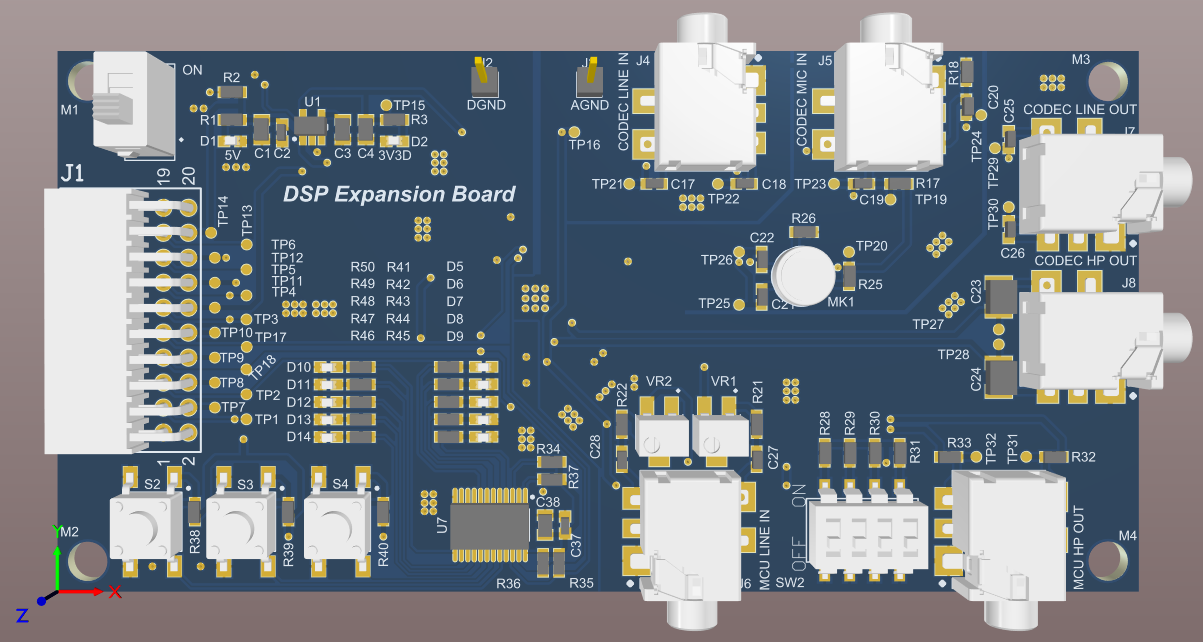 ON
M1
R2
R1
D1
5V
C1
C2
U1
C3
C4
TP15
R3
D2
3V3D
DGND
AGND
TP16
J4
CODEC LINE IN
J5
CODEC MIC IN
R18
C20
TP24
C25
TP29
M3
CODEC LINE OUT
J7
J1
19
20
TP14
TP13
DSP Expansion Board
TP21
C17
TP22
C18
TP23
C19
R17
TP19
TP30
C26
CODEC HP OUT
J8
TP6
TP12
TP5
TP11
TP4
TP3
TP10
TP17
TP9
TP18
TP8
TP2
TP7
TP1
R50 R41 D5
R49 R42 D6
R48 R43 D7
R47 R44 D8
R46 R45 D9
D10
D11
D12
D13
D14
R26
C22
TP26
TP20
R25
MK1
TP25
C23
TP27
TP28
C24
VR2
VR1
R22
R21
C28
C27
R28
R29
R30
R31
R33
TP32
TP31
R32
1
2
S2
S3
S4
R38
R39
R40
M2
U7
R34
R37
C38
C37
R36
R35
MCU LINE IN
J6
ON
OFF
SW2
MCU HP OUT
M4
Y
X
Z